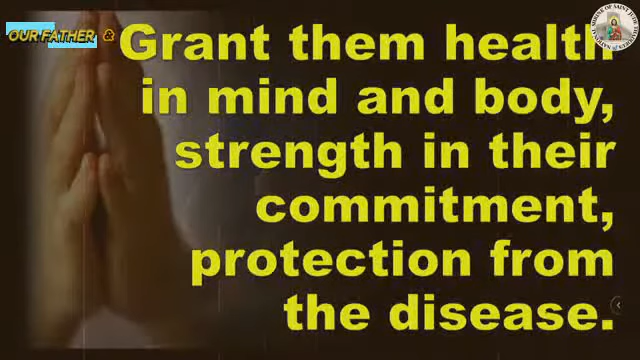 OUR FATHER &
Grant them health
in mind and body,
strength in their
commitment,
protection from
the disease.